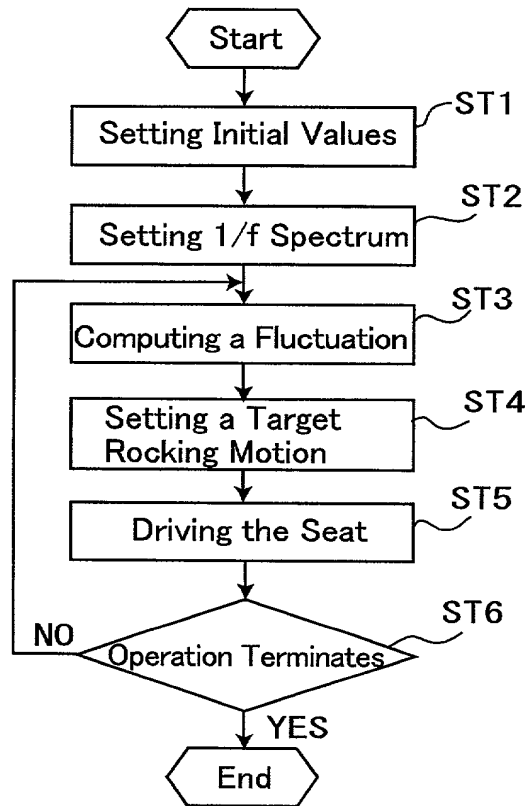 Start
ST1
Setting Initial Values
ST2
Setting 1/f Spectrum
ST3
Computing a Fluctuation
ST4
Setting a Target
Rocking Motion
ST5
Driving the Seat
ST6
NO
Operation Terminates
YES
End